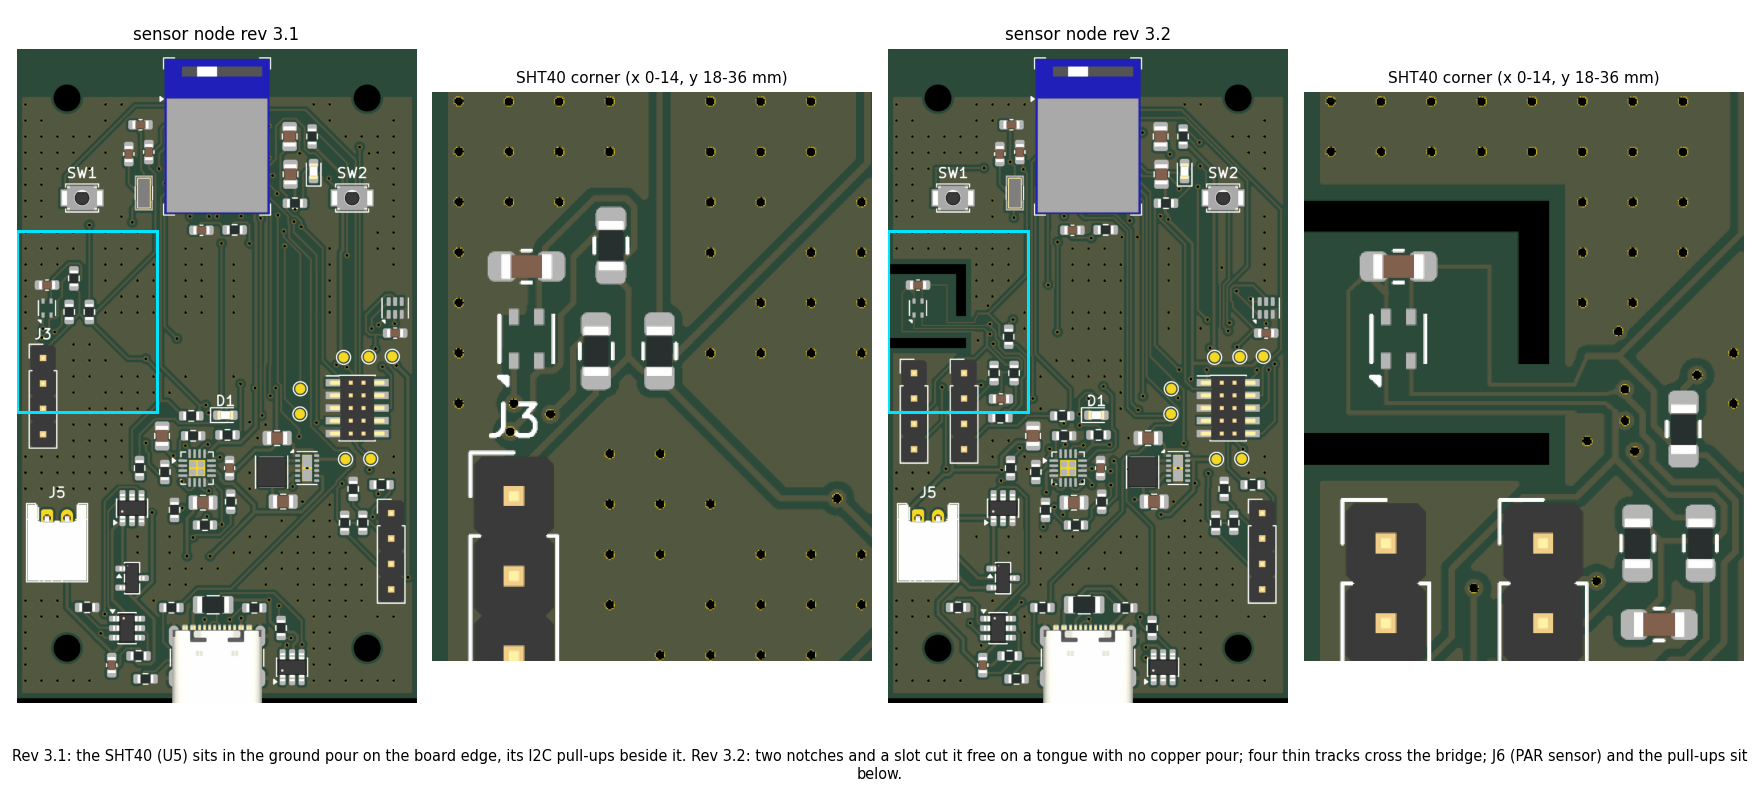 sensor node rev 3.1
sensor node rev 3.2
SHT40 corner (x 0-14, y 18-36 mm)
SHT40 corner (x 0-14, y 18-36 mm)
SW1
SW2
SW1
SW2
J3
J3
D1
D1
J5
J5
Rev 3.1: the SHT40 (U5) sits in the ground pour on the board edge, its I2C pull-ups beside it. Rev 3.2: two notches and a slot cut it free on a tongue with no copper pour; four thin tracks cross the bridge; J6 (PAR sensor) and the pull-ups sit
below.